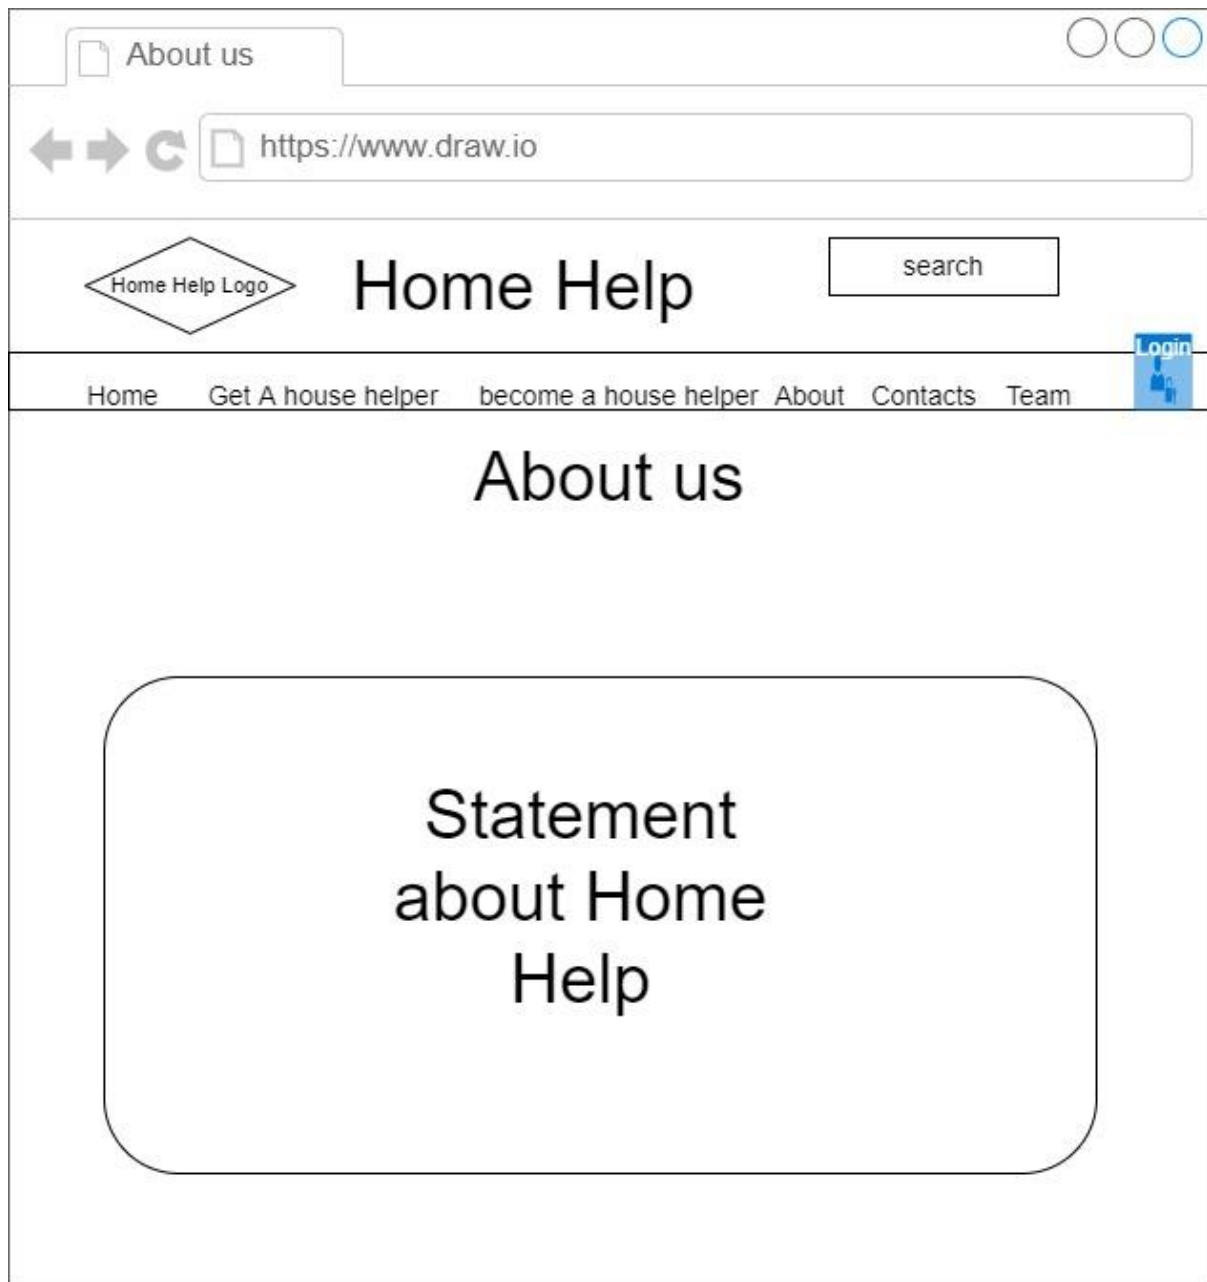 About us
https://www.draw.io
Home Help Logo
Home Help
search
Login
Home Get A house helper become a house helper About Contacts Team
About us
Statement
about Home
Help